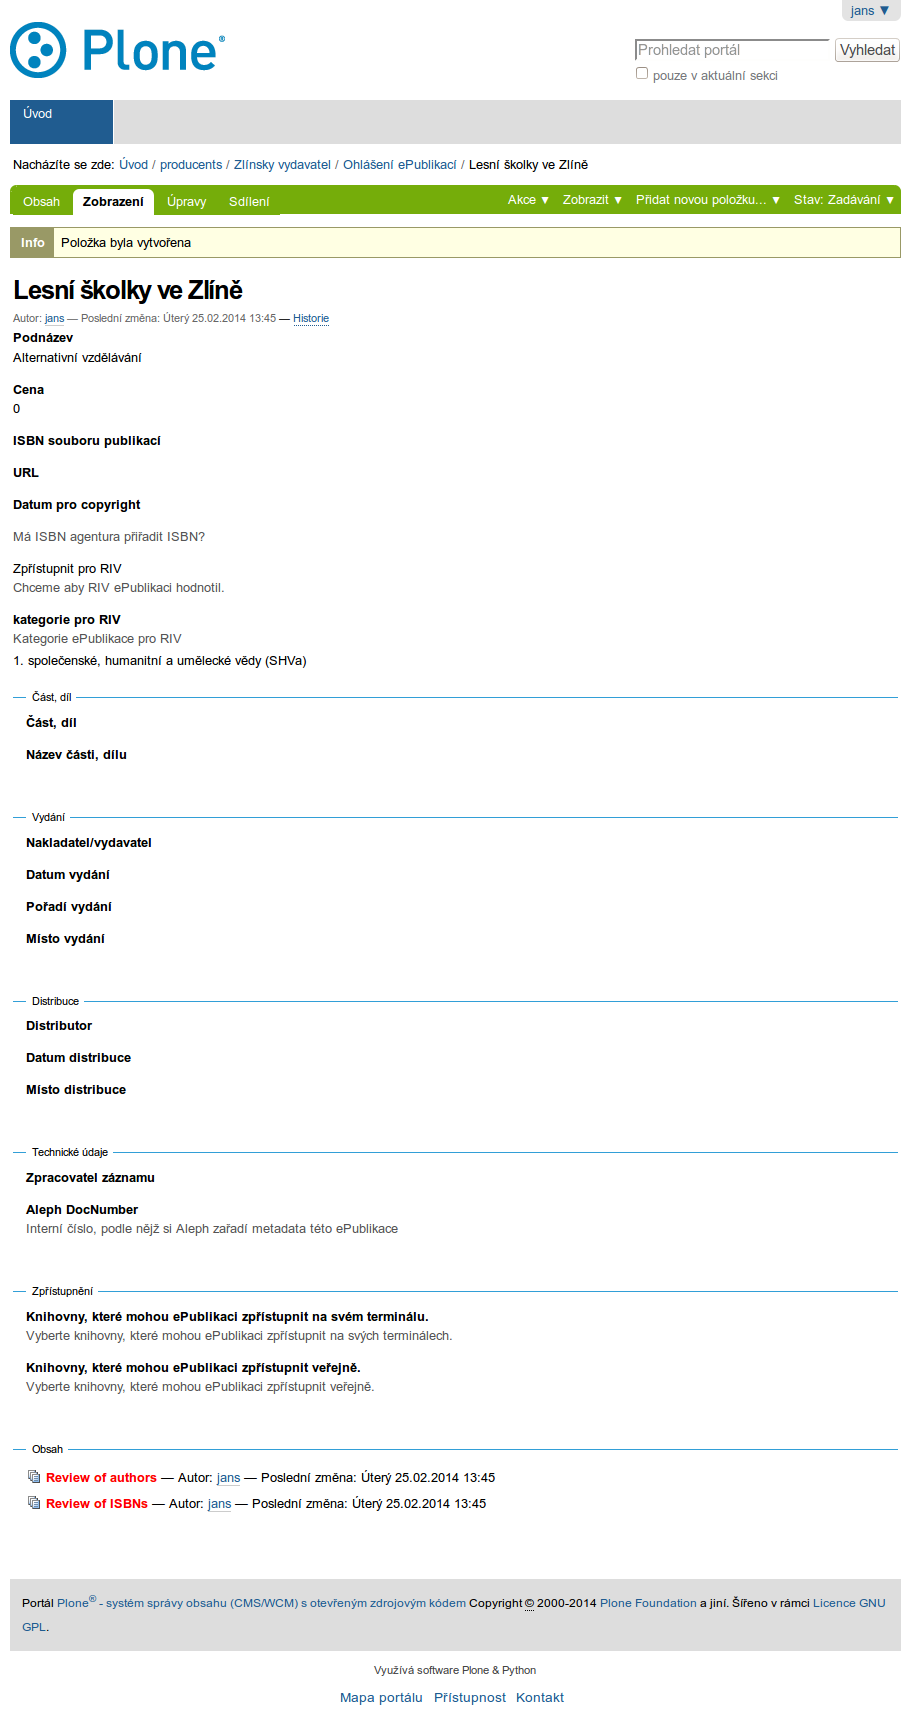 jans ▼
Plone®
Prohledat portál
Vyhledat
pouze v aktuální sekci
Úvod
Nacházíte se zde: Úvod / producents / Zlínsky vydavatel / Ohlášení ePublikací / Lesní školky ve Zlíně
Obsah Zobrazení Úpravy Sdílení Akce ▼ Zobrazit ▼ Přidat novou položku… ▼ Stav: Zadávání ▼
Info Položka byla vytvořena
Lesní školky ve Zlíně
Autor: jans — Poslední změna: Úterý 25.02.2014 13:45 — Historie
Podnázev
Alternativní vzdělávání
Cena
0
ISBN souboru publikací
URL
Datum pro copyright
Má ISBN agentura přiřadit ISBN?
Zpřístupnit pro RIV
Chceme aby RIV ePublikaci hodnotil.
kategorie pro RIV
Kategorie ePublikace pro RIV
1. společenské, humanitní a umělecké vědy (SHVa)
Část, díl
Část, díl
Název části, dílu
Vydání
Nakladatel/vydavatel
Datum vydání
Pořadí vydání
Místo vydání
Distribuce
Distributor
Datum distribuce
Místo distribuce
Technické údaje
Zpracovatel záznamu
Aleph DocNumber
Interní číslo, podle nějž si Aleph zařadí metadata této ePublikace
Zpřístupnění
Knihovny, které mohou ePublikaci zpřístupnit na svém terminálu.
Vyberte knihovny, které mohou ePublikaci zpřístupnit na svých terminálech.
Knihovny, které mohou ePublikaci zpřístupnit veřejně.
Vyberte knihovny, které mohou ePublikaci zpřístupnit veřejně.
Obsah
Review of authors — Autor: jans — Poslední změna: Úterý 25.02.2014 13:45
Review of ISBNs — Autor: jans — Poslední změna: Úterý 25.02.2014 13:45
Portál Plone® - systém správy obsahu (CMS/WCM) s otevřeným zdrojovým kódem Copyright © 2000-2014 Plone Foundation a jiní. Šířeno v rámci Licence GNU
GPL.
Využívá software Plone & Python
Mapa portálu Přístupnost Kontakt